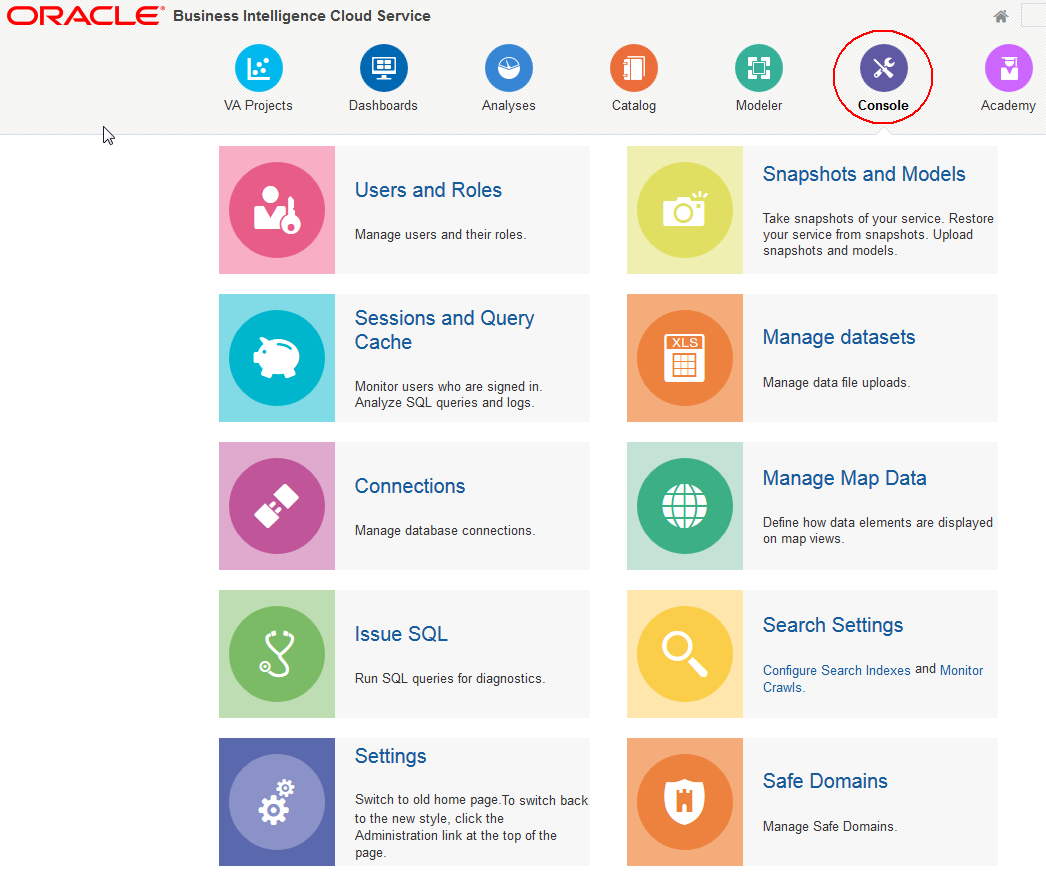 ORACLE® Business Intelligence Cloud Service
VA Projects
Dashboards
Analyses
Catalog
Modeler
Console
Academy
Users and Roles
Manage users and their roles.
Snapshots and Models
Take snapshots of your service. Restore
your service from snapshots. Upload
snapshots and models.
Sessions and Query
Cache
Monitor users who are signed in.
Analyze SQL queries and logs.
XLS
Manage datasets
Manage data file uploads.
Connections
Manage database connections.
Manage Map Data
Define how data elements are displayed
on map views.
Issue SQL
Run SQL queries for diagnostics.
Search Settings
Configure Search Indexes and Monitor
Crawls.
Settings
Switch to old home page.To switch back
to the new style, click the
Administration link at the top of the
page.
Safe Domains
Manage Safe Domains.